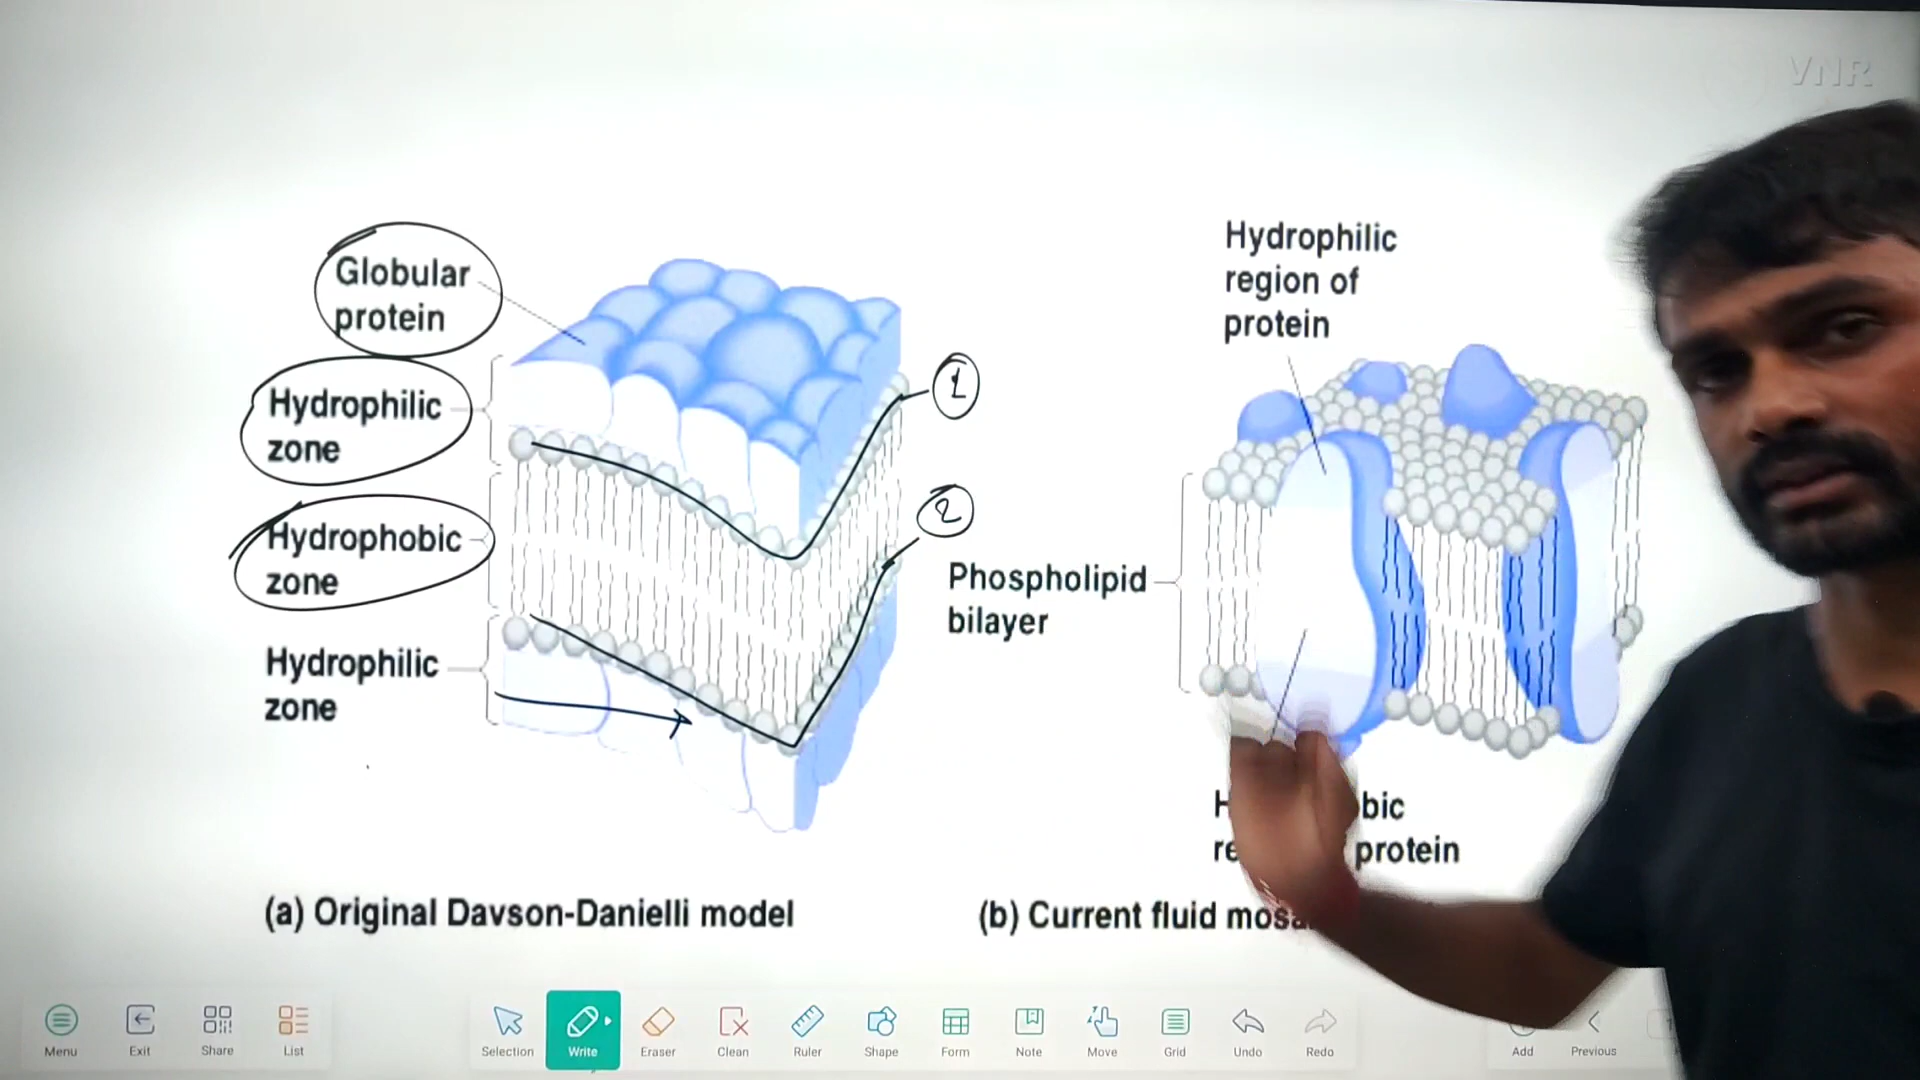 VNR
Globular
protein
Hydrophilic
zone
Hydrophobic
zone
Hydrophilic
zone
1
2
(a) Original Davson-Danielli model
Hydrophilic
region of
protein
Phospholipid
bilayer
protein
(b) Current fluid
Menu
Exit
Share
List
Selection
Write
Eraser
Clean
Ruler
Shape
Form
Note
Move
Grid
Undo
Redo
Add
Previous